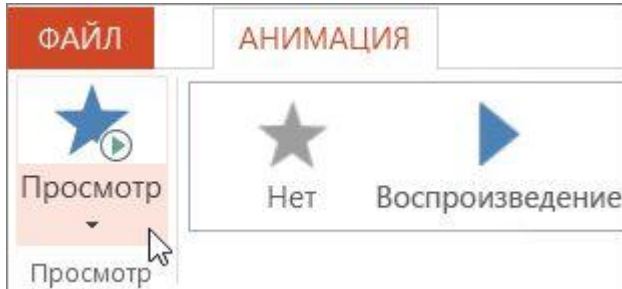 ФАЙЛ АНИМАЦИЯ
Просмотр Нет Воспроизведение
Просмотр